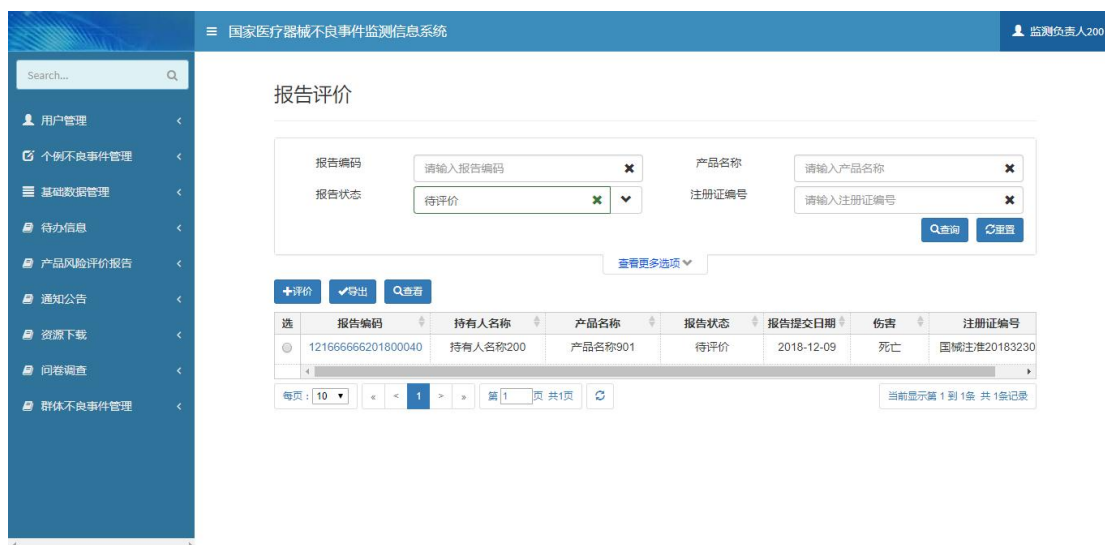 国家医疗器械不良事件监测信息系统
监测负责人200
Search...
用户管理
个例不良事件管理
基础数据管理
待办信息
产品风险评价报告
通知公告
资源下载
问卷调查
群体不良事件管理
报告评价
报告编码 请输入报告编码 产品名称 请输入产品名称
报告状态 待评价 注册证编号 请输入注册证编号
查询 重置
查看更多选项
评价 导出 查看
选 报告编码 持有人名称 产品名称 报告状态 报告提交日期 伤害 注册证编号
121666666201800040 持有人名称200 产品名称901 待评价 2018-12-09 死亡 国械注准20183230
每页: 10 « < 1 > » 第 1 页 共1页 当前显示第 1 到 1条 共 1条记录